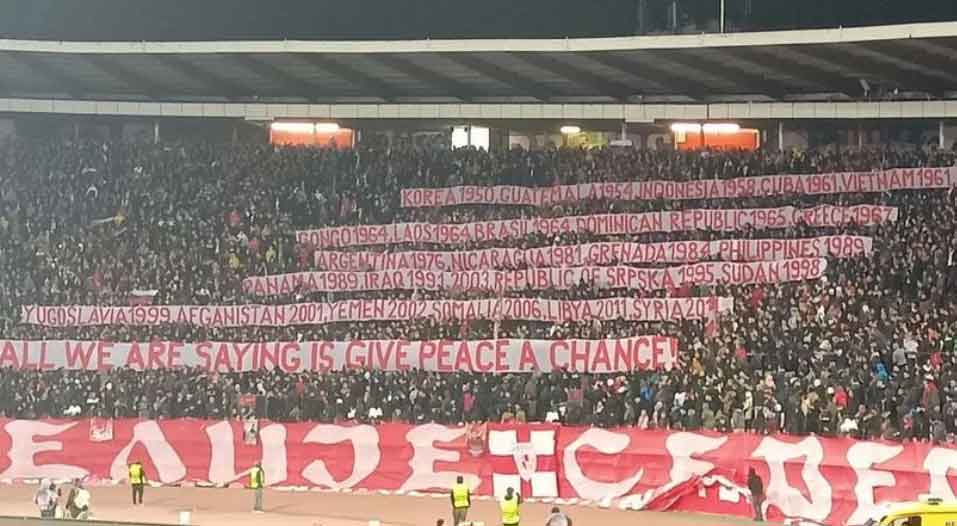 KOREA 1950, GUATEMALA 1954, INDONESIA 1958, CUBA 1961, VIETNAM 1961
CONGO 1964, LAOS 1964, BRASIL 1964, DOMINICAN REPUBLIC 1965, GREECE 1967
ARGENTINA 1976, NICARAGUA 1981, GRENADA 1984, PHILIPPINES 1989
PANAMA 1989, IRAQ 1991, 2003, REPUBLIC OF SRPSKA 1995, SUDAN 1998
YUGOSLAVIA 1999, AFGANISTAN 2001, YEMEN 2002, SOMALIA 2006, LIBYA 2011, SYRIA
ALL WE ARE SAYING IS GIVE PEACE A CHANCE!
ЕЛИЈЕ СЕВЕР